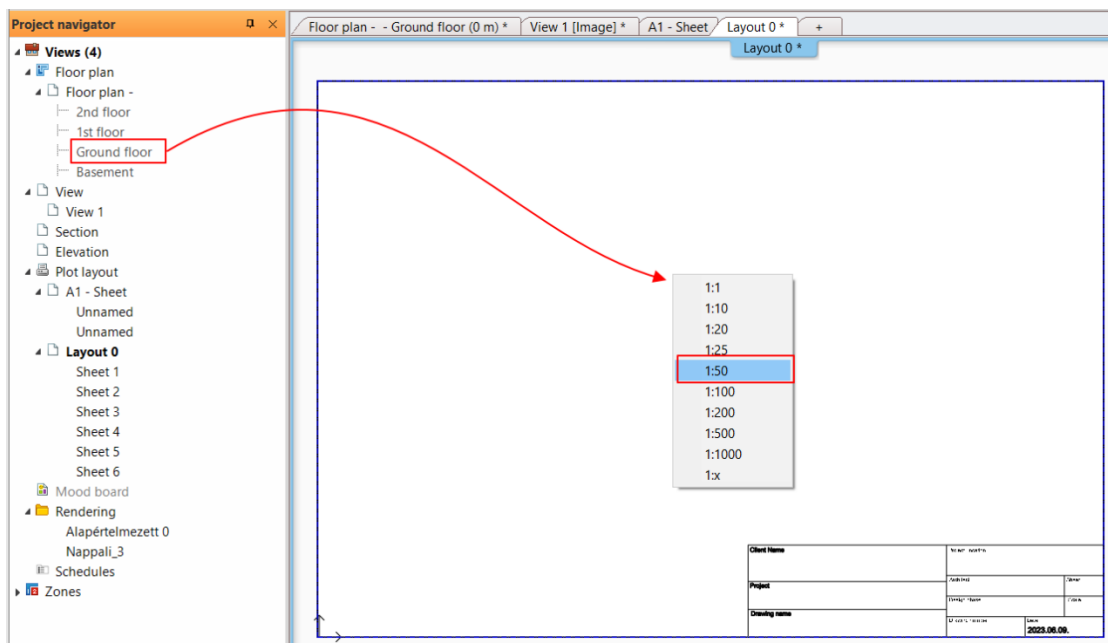 Project navigator
Views (4)
Floor plan
Floor plan -
2nd floor
1st floor
Ground floor
Basement
View
View 1
Section
Elevation
Plot layout
A1 - Sheet
Unnamed
Unnamed
Layout 0
Sheet 1
Sheet 2
Sheet 3
Sheet 4
Sheet 5
Sheet 6
Mood board
Rendering
Alapértelmezett 0
Nappali_3
Schedules
Zones
Floor plan - - Ground floor (0 m) * View 1 [Image] * A1 - Sheet Layout 0 * +
Layout 0 *
1:1
1:10
1:20
1:25
1:50
1:100
1:200
1:500
1:1000
1:x
Client Name
Project
Drawing name
2023.06.09.